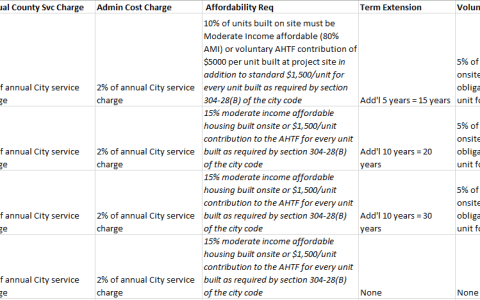 ual County Svc Charge Admin Cost Charge Affordability Req Term Extension Volun
10% of units built on site must be
Moderate Income affordable (80%
AMI) or voluntary AHTF contribution of
$5000 per unit built at project site in
addition to standard $1,500/unit for
every unit built as required by section
304-28(B) of the city code
f annual City service
ge
2% of annual City service
charge
Add'l 5 years = 15 years
5% of
onsite
obliga
unit fo
15% moderate income affordable
housing built onsite or $1,500/unit
contribution to the AHTF for every unit
built as required by section 304-28(B)
of the city code
f annual City service
ge
2% of annual City service
charge
Add'l 10 years = 20
years
5% of
onsite
obliga
unit fo
15% moderate income affordable
housing built onsite or $1,500/unit
contribution to the AHTF for every unit
built as required by section 304-28(B)
of the city code
f annual City service
ge
2% of annual City service
charge
Add'l 10 years = 30
years
5% of
onsite
obliga
unit fo
15% moderate income affordable
housing built onsite or $1,500/unit
contribution to the AHTF for every unit
built as required by section 304-28(B)
of the city code
f annual City service
ge
2% of annual City service
charge
None
None